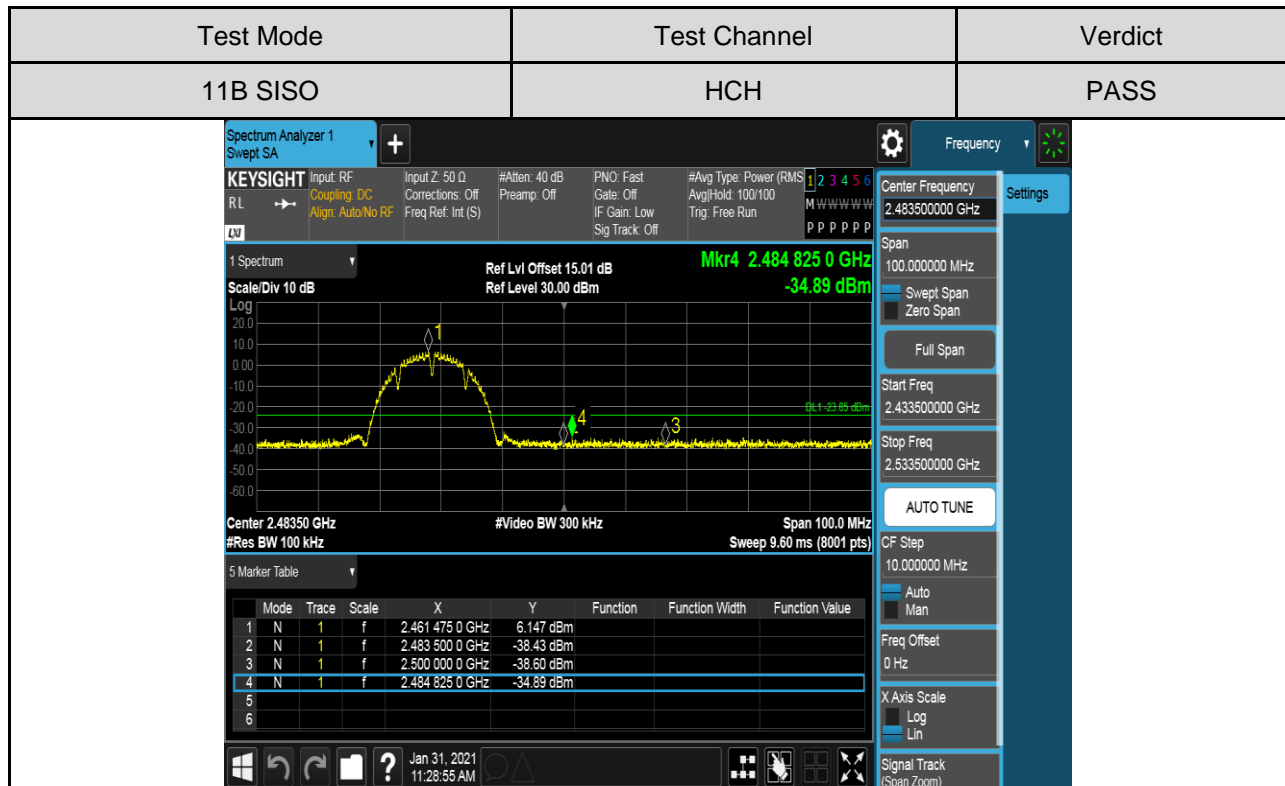 Test Mode Test Channel Verdict
11B SISO HCH PASS
Spectrum Analyzer 1
Swept SA
+
Frequency
KEYSIGHT Input: RF Input Z: 50 Ω #Atten: 40 dB PNO: Fast #Avg Type: Power (RMS 1 2 3 4 5 6
RL Coupling: DC Corrections: Off Preamp: Off Gate: Off Avg|Hold: 100/100 M W W W W W
Align: Auto/No RF Freq Ref: Int (S) IF Gain: Low Trig: Free Run
LXI Sig Track: Off P P P P P P
1 Spectrum
Ref Lvl Offset 15.01 dB Mkr4 2.484 825 0 GHz
Scale/Div 10 dB Ref Level 30.00 dBm -34.89 dBm
Log
20.0
10.0
0.00
-10.0
-20.0
-30.0
-40.0
-50.0
-60.0
1
4
3
DL1 -23.85 dBm
Center 2.48350 GHz #Video BW 300 kHz Span 100.0 MHz
#Res BW 100 kHz Sweep 9.60 ms (8001 pts)
5 Marker Table
Mode Trace Scale X Y Function Function Width Function Value
1 N 1 f 2.461 475 0 GHz 6.147 dBm
2 N 1 f 2.483 500 0 GHz -38.43 dBm
3 N 1 f 2.500 000 0 GHz -38.60 dBm
4 N 1 f 2.484 825 0 GHz -34.89 dBm
5
6
?
Jan 31, 2021
11:28:55 AM
Center Frequency
2.483500000 GHz
Settings
Span
100.000000 MHz
Swept Span
Zero Span
Full Span
Start Freq
2.433500000 GHz
Stop Freq
2.533500000 GHz
AUTO TUNE
CF Step
10.000000 MHz
Auto
Man
Freq Offset
0 Hz
X Axis Scale
Log
Lin
Signal Track
(Span Zoom)